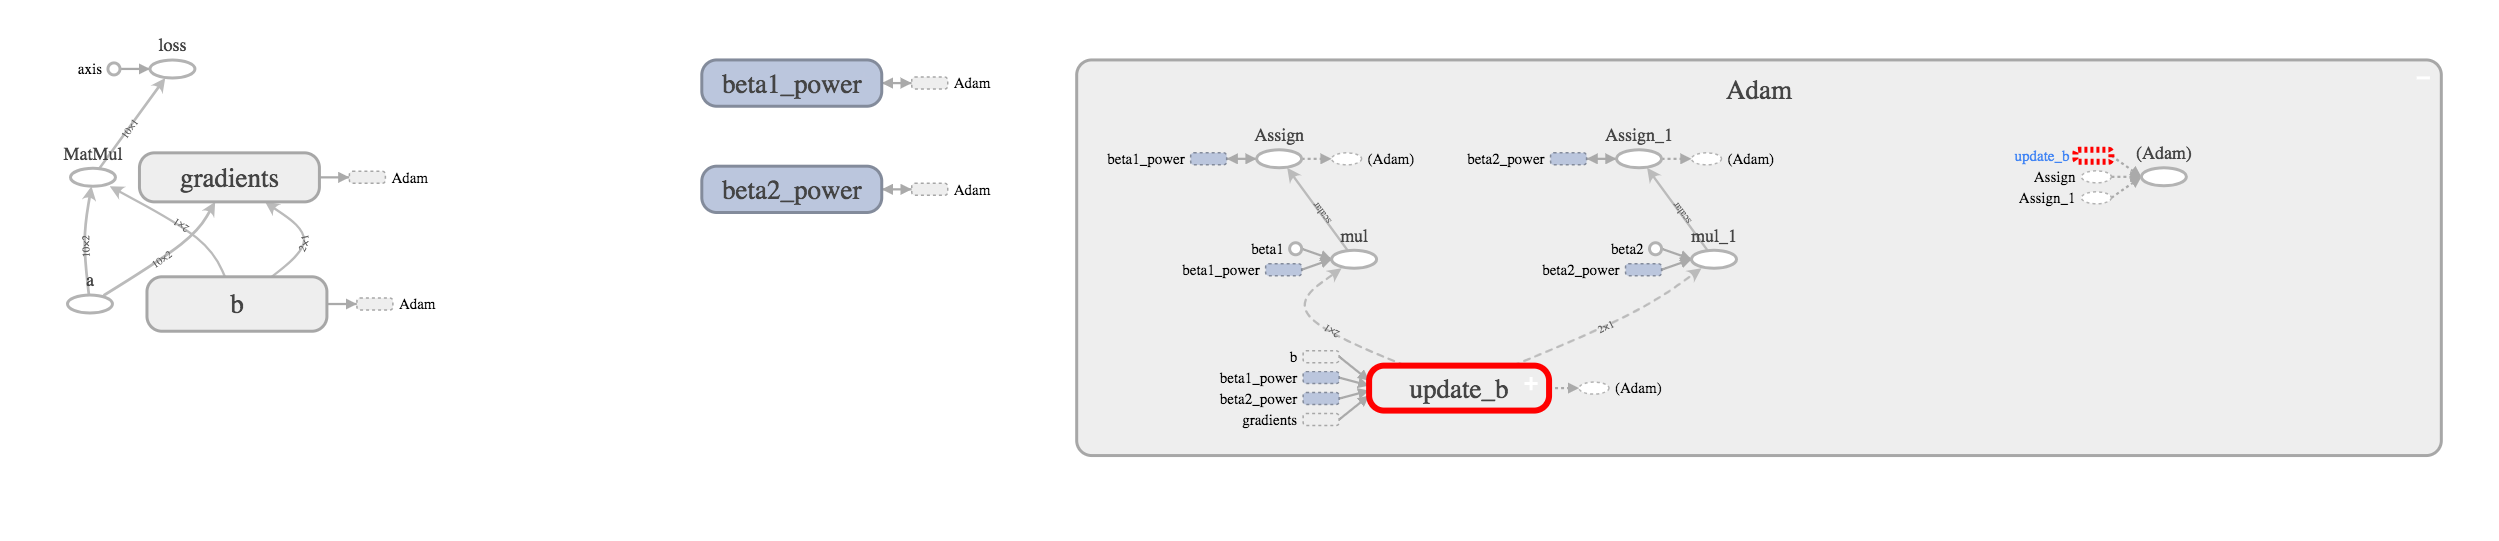 loss
axis
10×1
MatMul
gradients
Adam
2×1
2×1
10×2
10×2
a
b
Adam
beta1_power
Adam
beta2_power
Adam
Adam
Assign
beta1_power
(Adam)
scalar
mul
beta1
beta1_power
2×1
Assign_1
beta2_power
(Adam)
scalar
mul_1
beta2
beta2_power
2×1
b
beta1_power
beta2_power
gradients
update_b
+
(Adam)
update_b
(Adam)
Assign
Assign_1